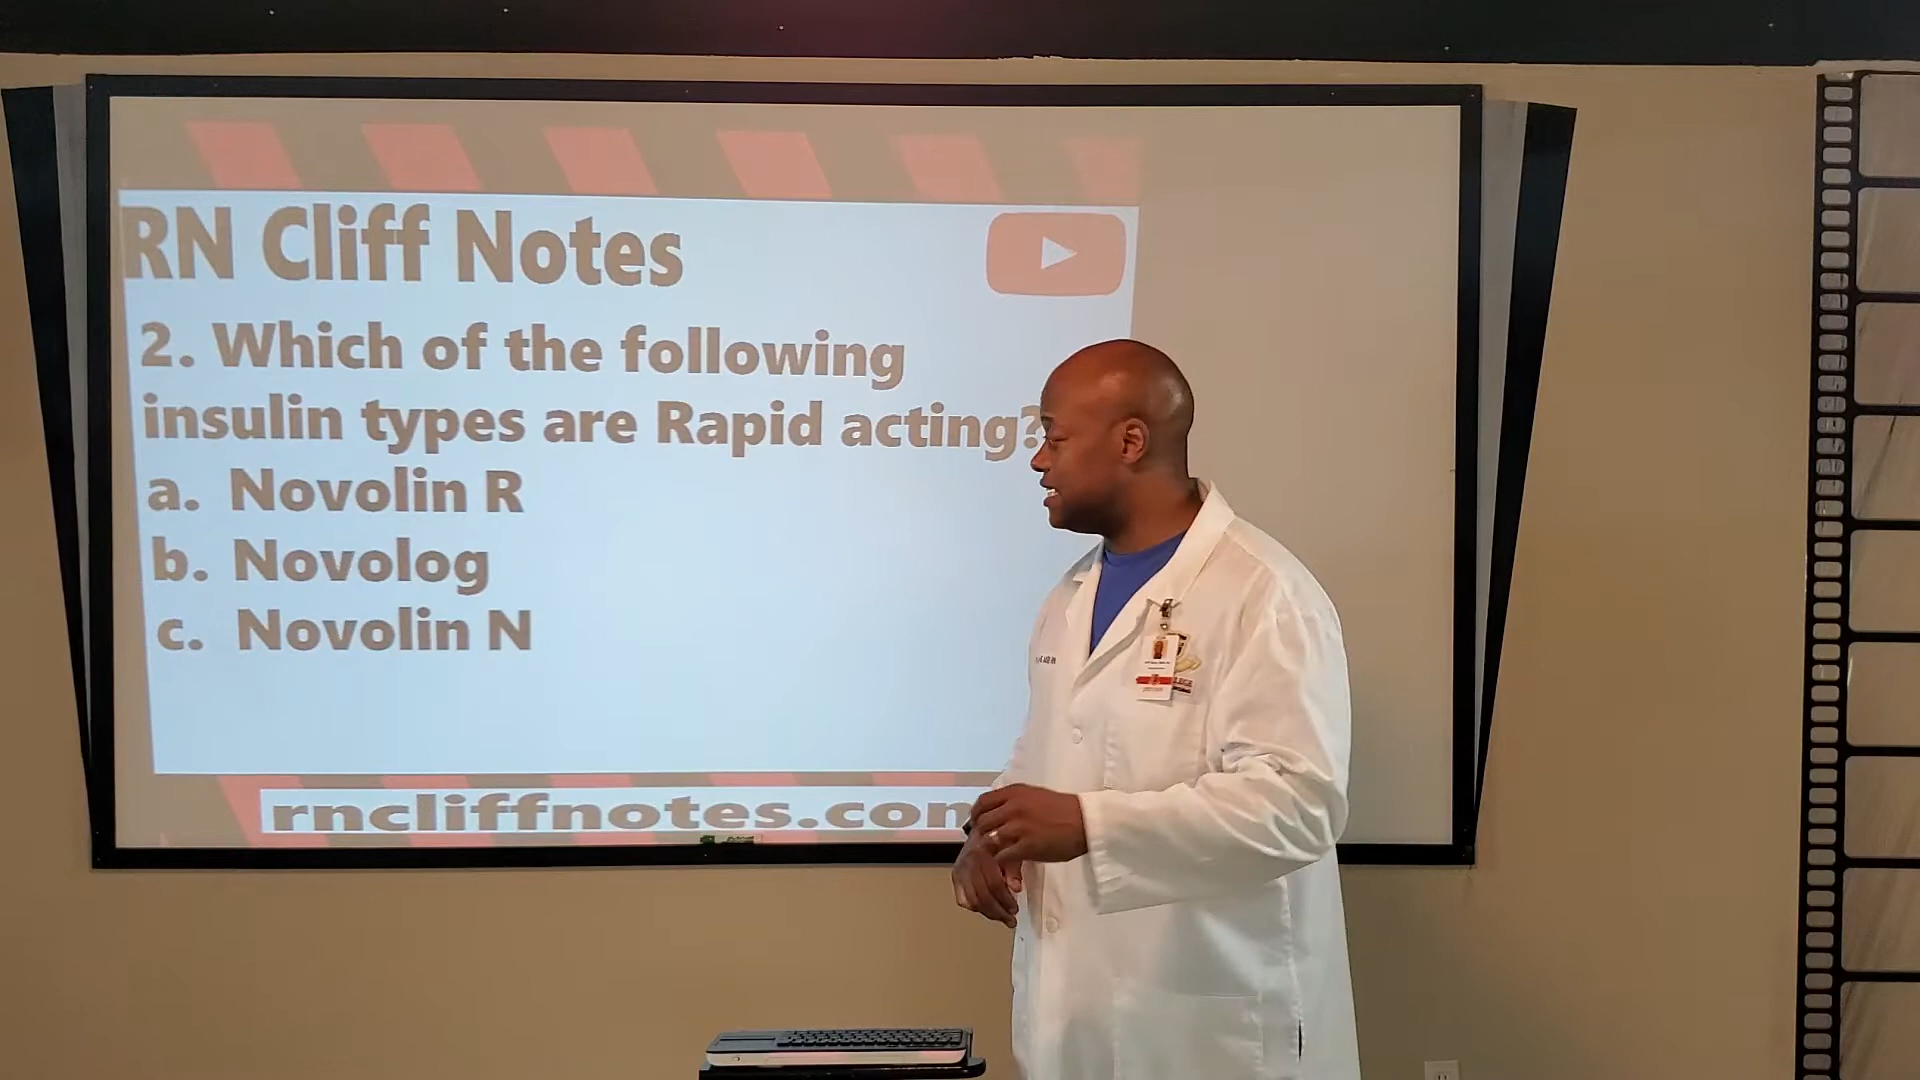 RN Cliff Notes
2. Which of the following
insulin types are Rapid acting?
a. Novolin R
b. Novolog
c. Novolin N
rncliffnotes.com